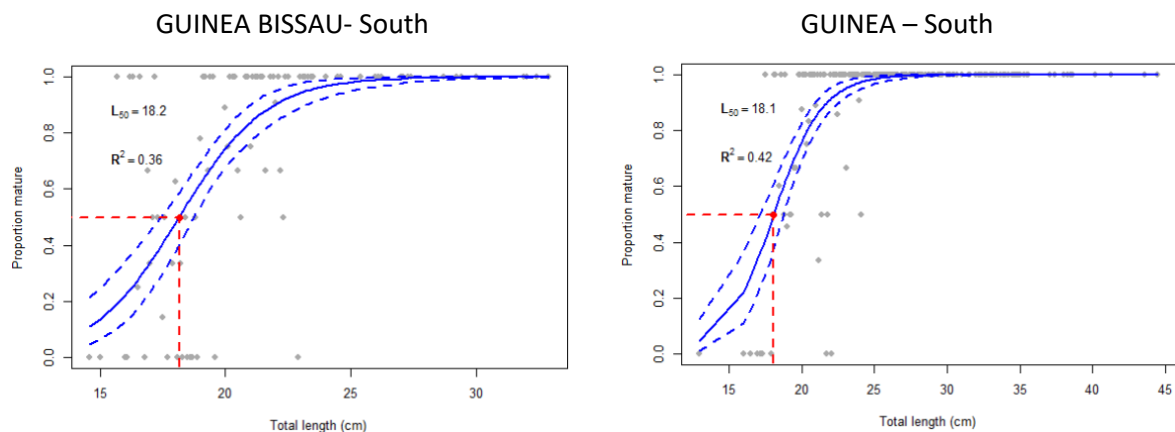 GUINEA BISSAU- South
L50 = 18.2
R2 = 0.36
Proportion mature
1.0
0.8
0.6
0.4
0.2
0.0
15
20
25
30
Total length (cm)
GUINEA – South
L50 = 18.1
R2 = 0.42
Proportion mature
1.0
0.8
0.6
0.4
0.2
0.0
15
20
25
30
35
40
45
Total length (cm)